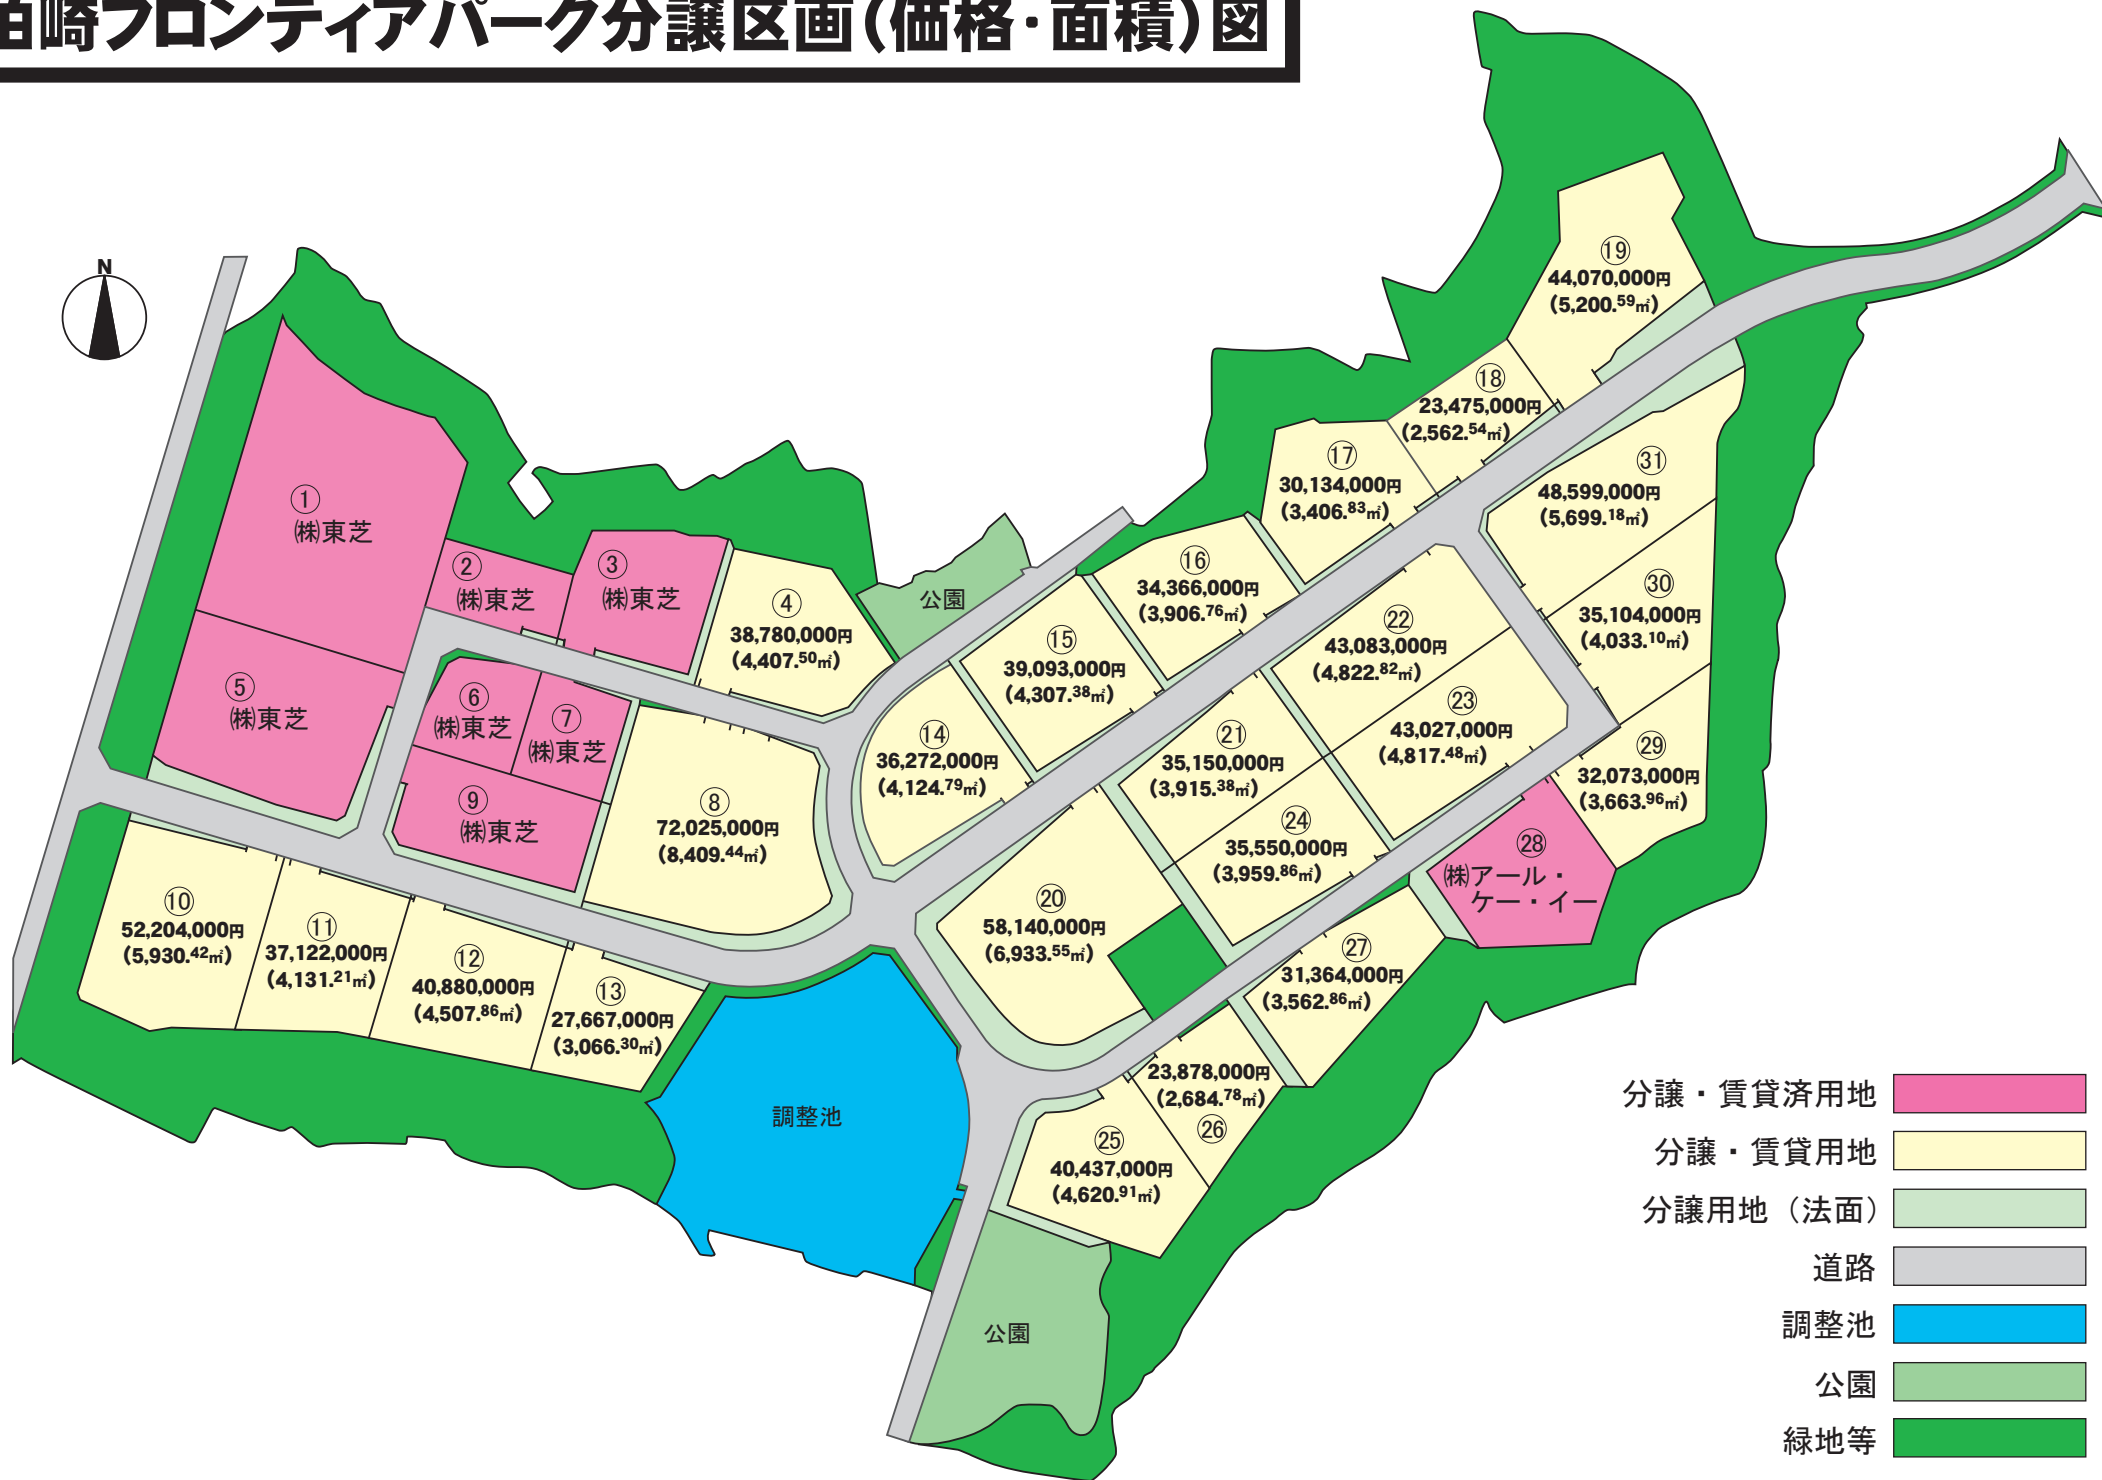 柏崎フロンティアパーク分譲区画(価格・面積)図
N
①
㈱東芝
②
㈱東芝
③
㈱東芝
④
38,780,000円
(4,407.50㎡)
⑤
㈱東芝
⑥
㈱東芝
⑦
㈱東芝
⑧
72,025,000円
(8,409.44㎡)
⑨
㈱東芝
⑩
52,204,000円
(5,930.42㎡)
⑪
37,122,000円
(4,131.21㎡)
⑫
40,880,000円
(4,507.86㎡)
⑬
27,667,000円
(3,066.30㎡)
⑭
36,272,000円
(4,124.79㎡)
⑮
39,093,000円
(4,307.38㎡)
⑯
34,366,000円
(3,906.76㎡)
⑰
30,134,000円
(3,406.83㎡)
⑱
23,475,000円
(2,562.54㎡)
⑲
44,070,000円
(5,200.59㎡)
⑳
58,140,000円
(6,933.55㎡)
㉑
35,150,000円
(3,915.38㎡)
㉒
43,083,000円
(4,822.82㎡)
㉓
43,027,000円
(4,817.48㎡)
㉔
35,550,000円
(3,959.86㎡)
㉕
40,437,000円
(4,620.91㎡)
23,878,000円
(2,684.78㎡)
㉖
㉗
31,364,000円
(3,562.86㎡)
㉘
㈱アール・
ケー・イー
㉙
32,073,000円
(3,663.96㎡)
㉚
35,104,000円
(4,033.10㎡)
㉛
48,599,000円
(5,699.18㎡)
公園
調整池
公園
分譲・賃貸済用地
分譲・賃貸用地
分譲用地（法面）
道路
調整池
公園
緑地等